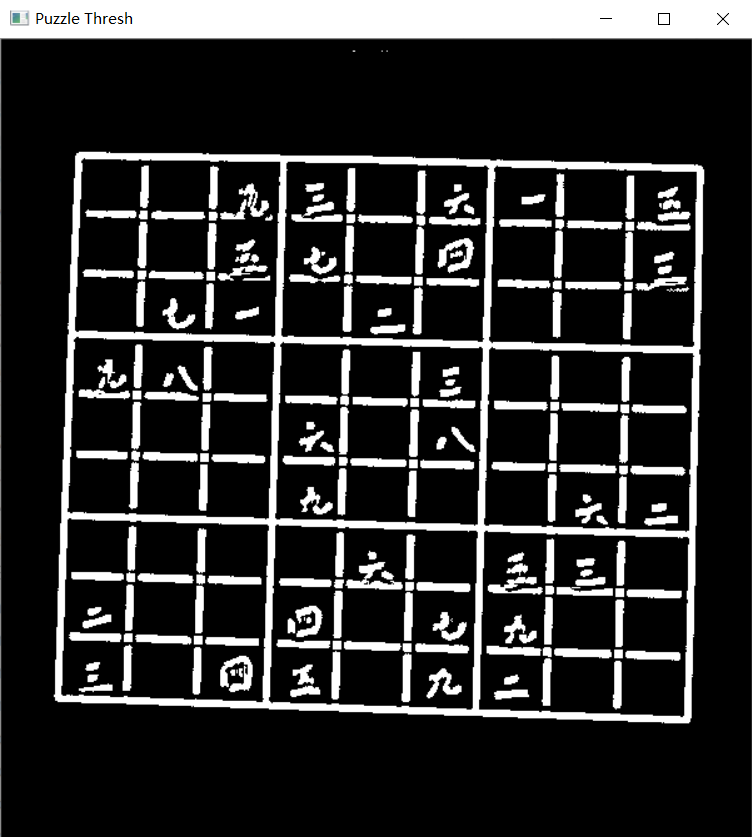 Puzzle Thresh
九 三 六 一 五
五 七 四 三
七 一 二
九 八 三
六 八
九 六 二
六 五 三
二 四 七 九
三 四 五 九 二